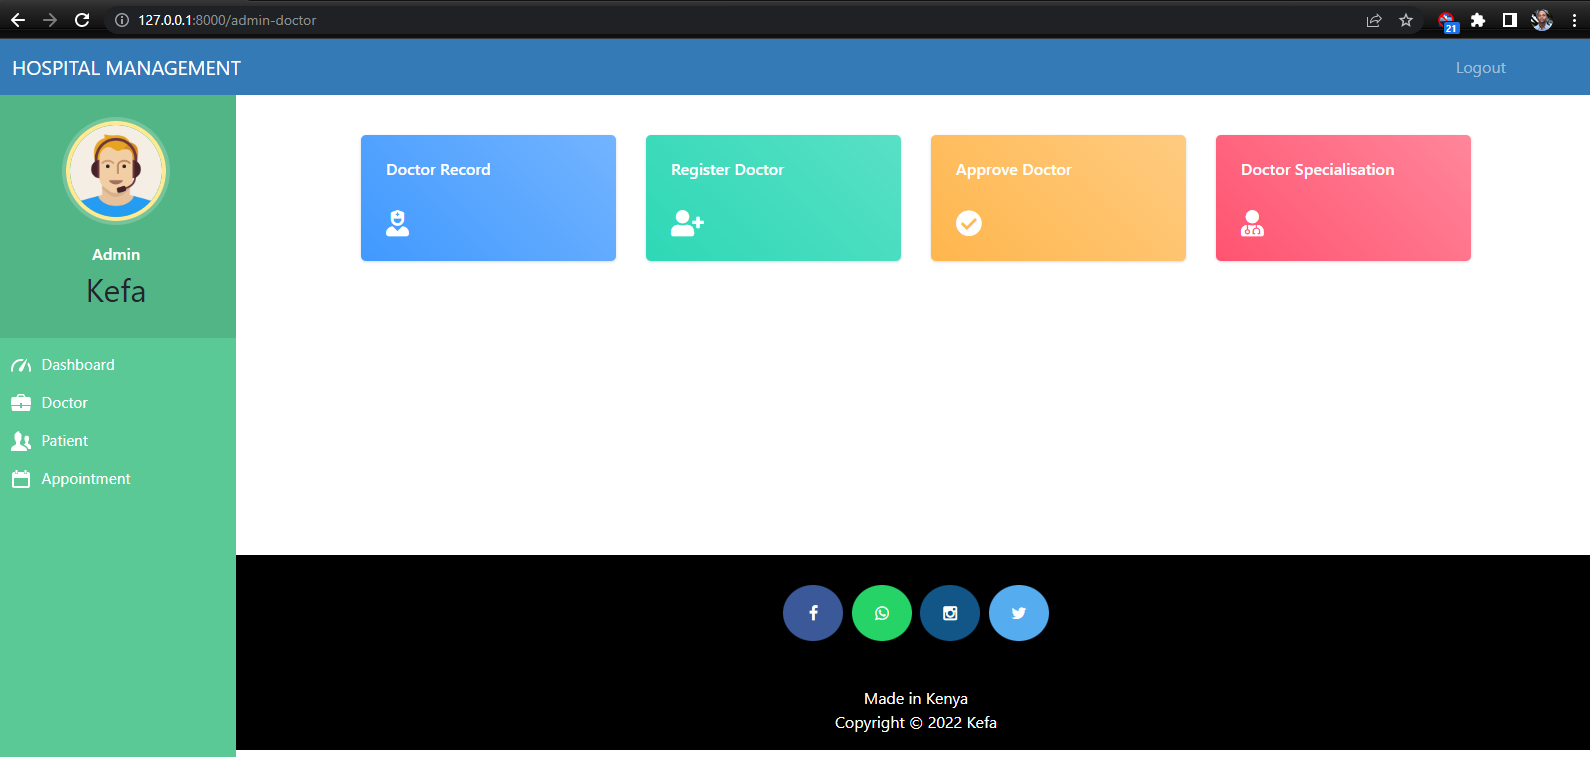 127.0.0.1:8000/admin-doctor
21
HOSPITAL MANAGEMENT
Logout
Admin
Kefa
Dashboard
Doctor
Patient
Appointment
Doctor Record
Register Doctor
Approve Doctor
Doctor Specialisation
Made in Kenya
Copyright © 2022 Kefa